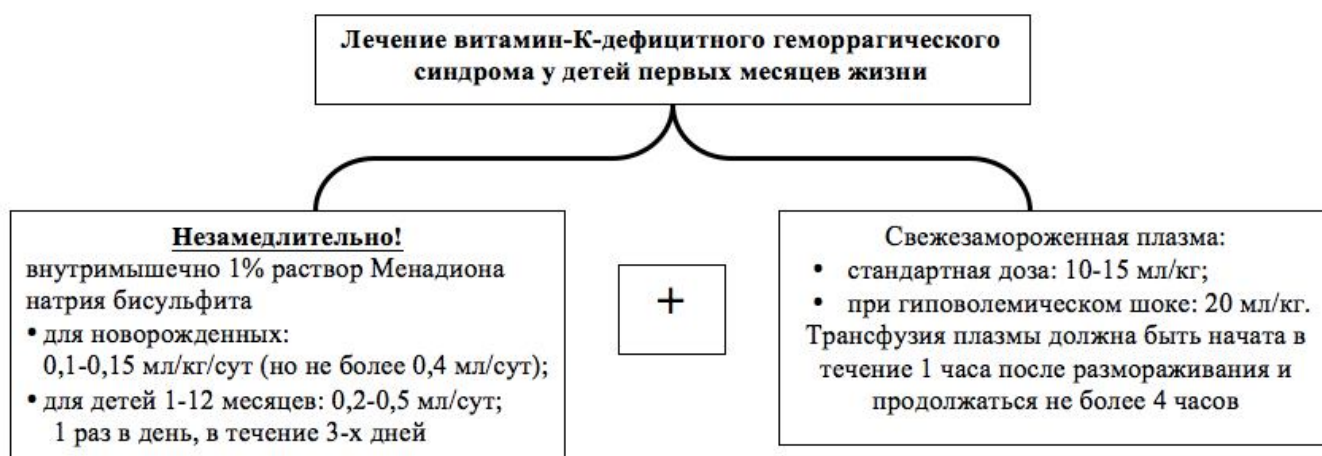 Лечение витамин-К-дефицитного геморрагического
синдрома у детей первых месяцев жизни
Незамедлительно!
внутримышечно 1% раствор Менадиона
натрия бисульфита
• для новорожденных:
0,1-0,15 мл/кг/сут (но не более 0,4 мл/сут);
• для детей 1-12 месяцев: 0,2-0,5 мл/сут;
1 раз в день, в течение 3-х дней
+
Свежезамороженная плазма:
• стандартная доза: 10-15 мл/кг;
• при гиповолемическом шоке: 20 мл/кг.
Трансфузия плазмы должна быть начата в
течение 1 часа после размораживания и
продолжаться не более 4 часов